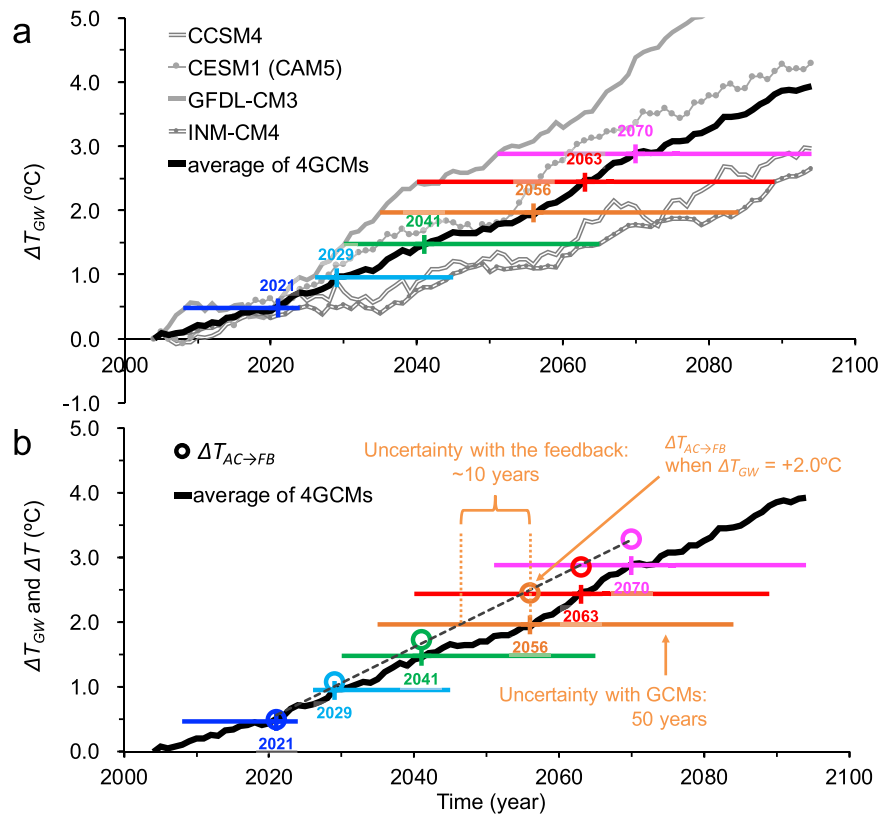 a
5.0
4.0
3.0
2.0
1.0
0.0
-1.0
ΔT_GW (ºC)
CCSM4
CESM1 (CAM5)
GFDL-CM3
INM-CM4
average of 4GCMs
2021
2029
2041
2056
2063
2070
2000
2020
2040
2060
2080
2100
b
5.0
4.0
3.0
2.0
1.0
0.0
ΔT_GW and ΔT (ºC)
ΔT_AC→FB
average of 4GCMs
Uncertainty with the feedback:
~10 years
ΔT_AC→FB
when ΔT_GW = +2.0ºC
2021
2029
2041
2056
2063
2070
Uncertainty with GCMs:
50 years
2000
2020
2040
2060
2080
2100
Time (year)